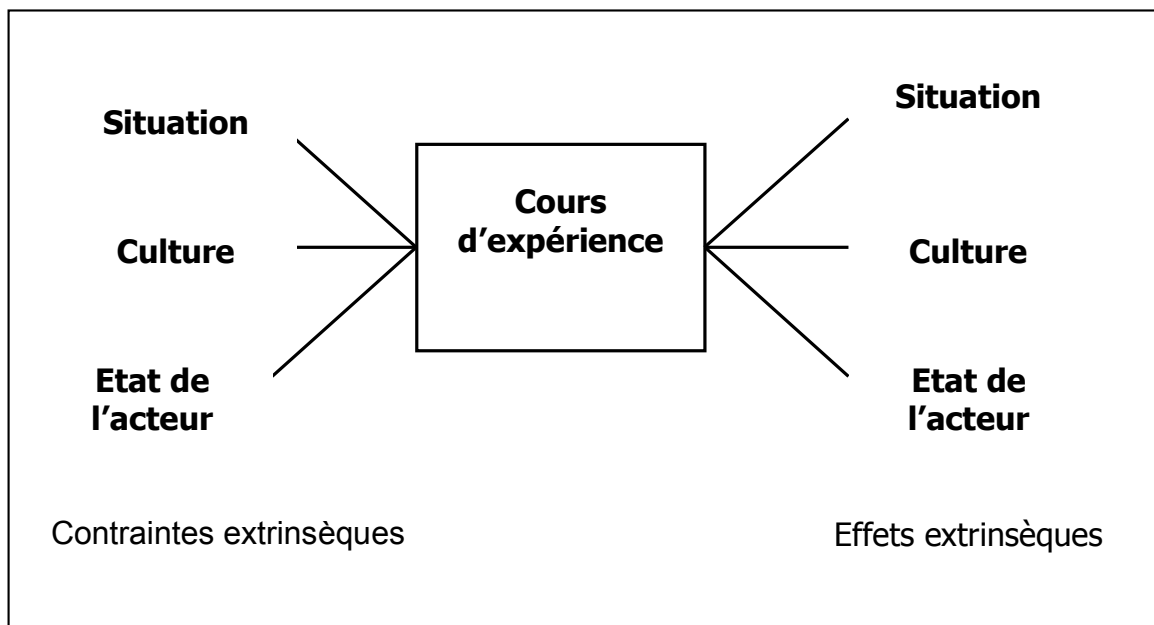 Situation
Culture
Etat de
l'acteur
Contraintes extrinsèques
Cours
d'expérience
Situation
Culture
Etat de
l'acteur
Effets extrinsèques